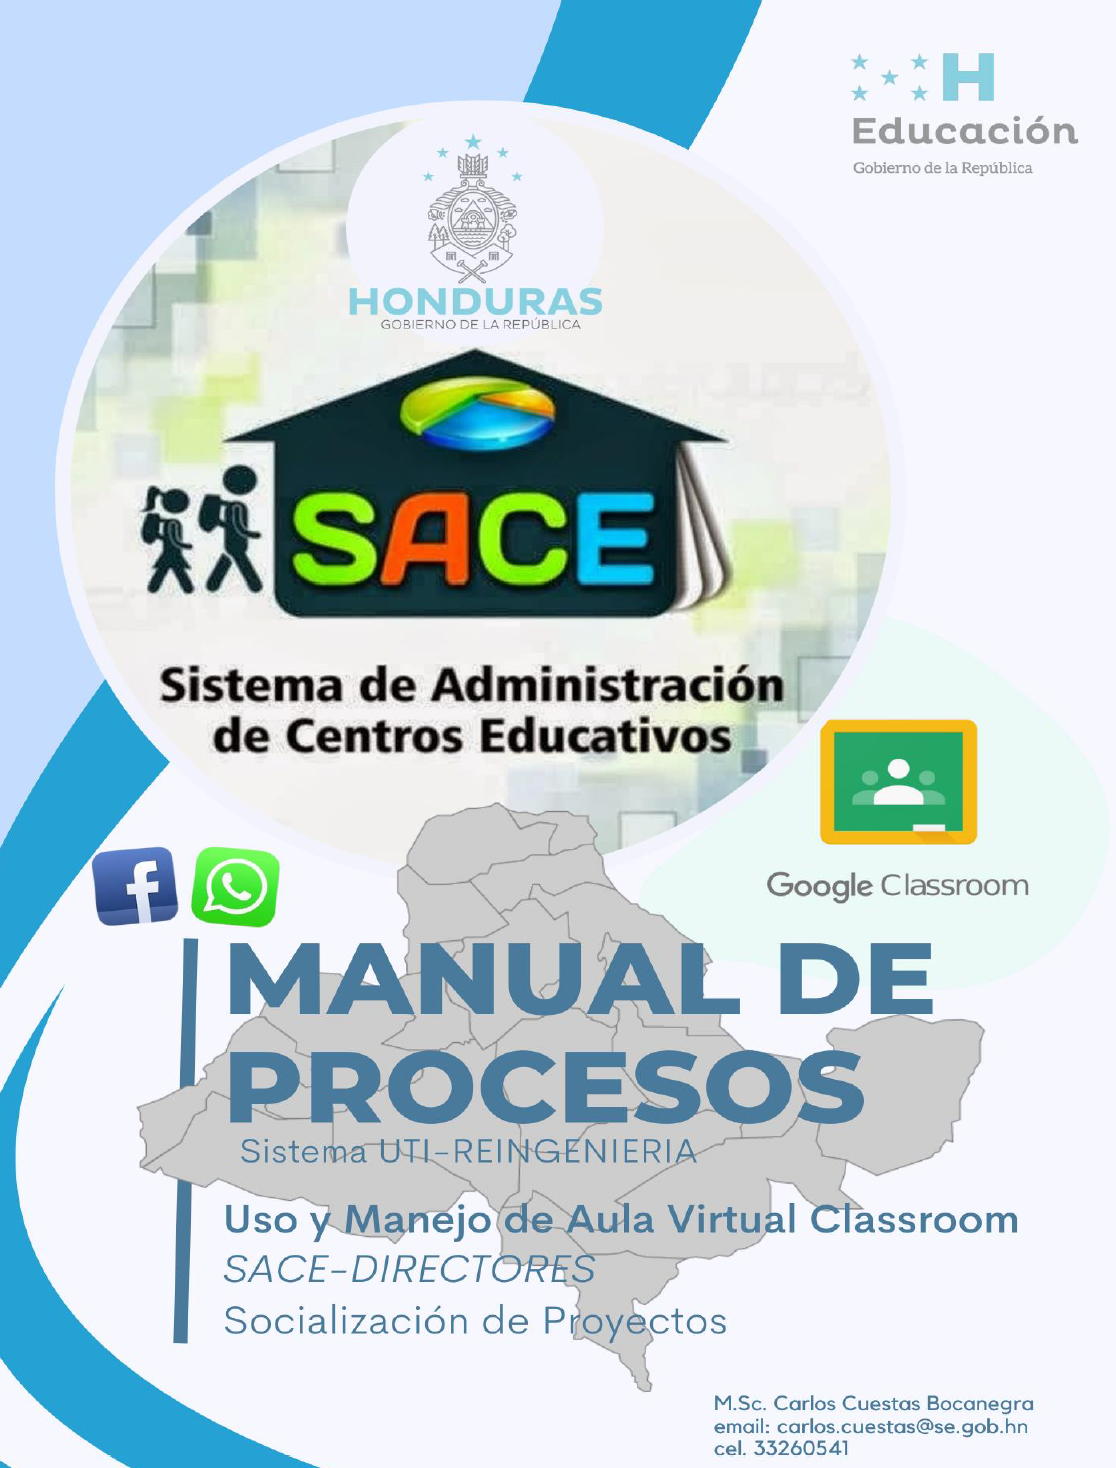 H
Educación
Gobierno de la República
HONDURAS
GOBIERNO DE LA REPÚBLICA
SACE
Sistema de Administración
de Centros Educativos
Google Classroom
MANUAL DE
PROCESOS
Sistema UTI-REINGENIERIA
Uso y Manejo de Aula Virtual Classroom
SACE-DIRECTORES
Socialización de Proyectos
M.Sc. Carlos Cuestas Bocanegra
email: carlos.cuestas@se.gob.hn
cel. 33260541